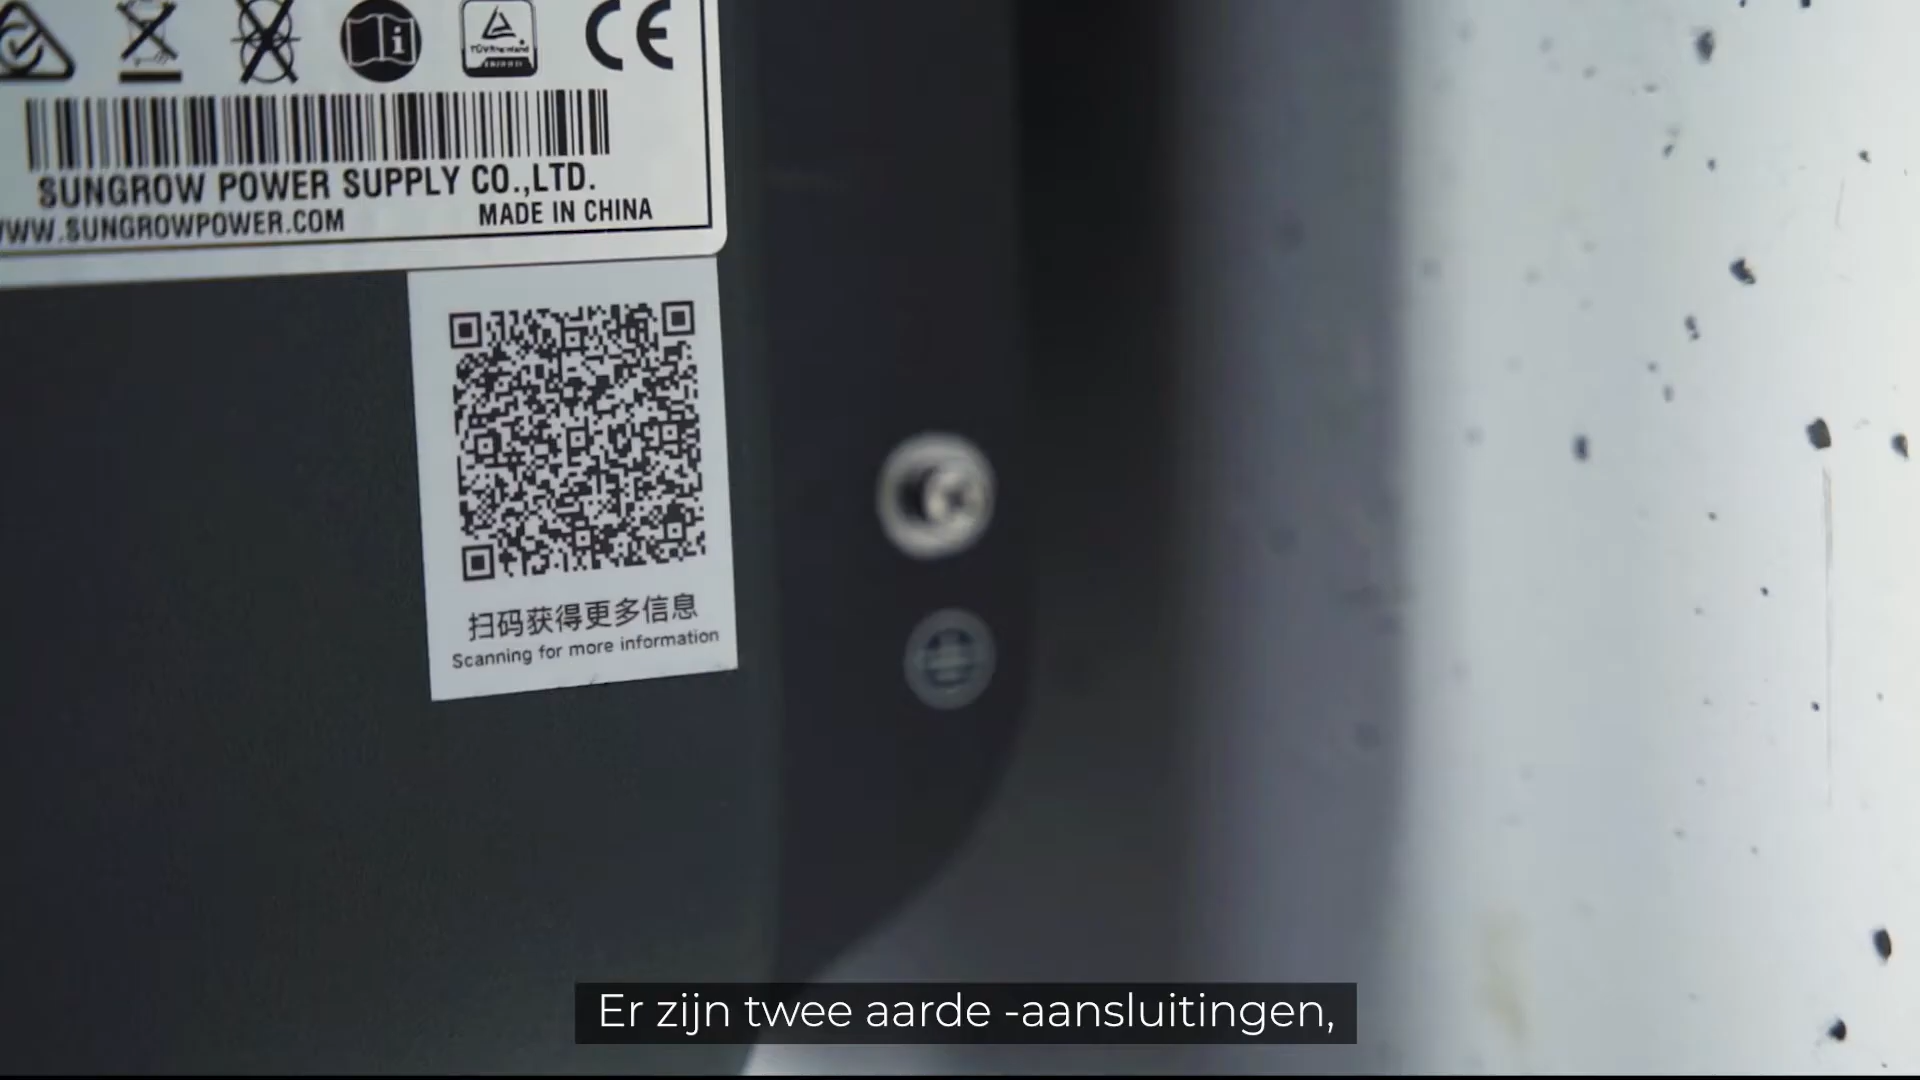 TÜVRheinland
CE
SUNGROW POWER SUPPLY CO.,LTD.
WWW.SUNGROWPOWER.COM MADE IN CHINA
扫码获得更多信息
Scanning for more information
Er zijn twee aarde -aansluitingen,